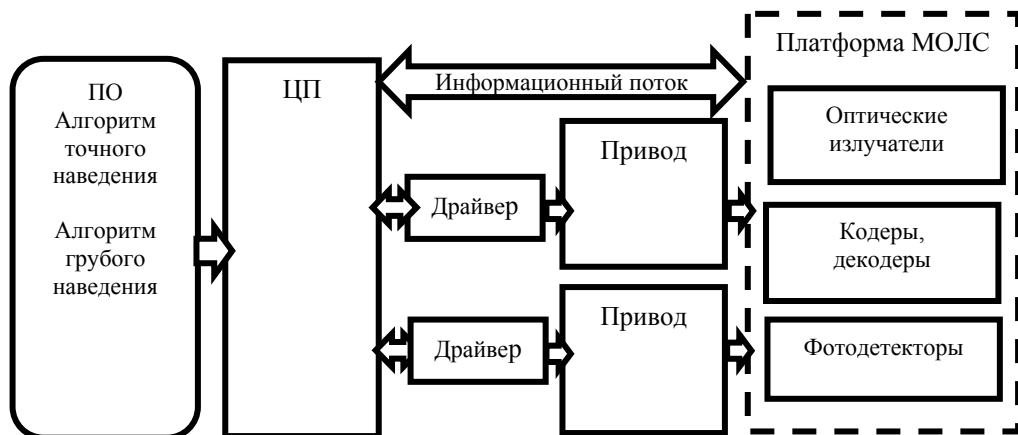 ПО
Алгоритм
точного
наведения
Алгоритм
грубого
наведения
ЦП
Информационный поток
Драйвер
Привод
Драйвер
Привод
Платформа МОЛС
Оптические
излучатели
Кодеры,
декодеры
Фотодетекторы